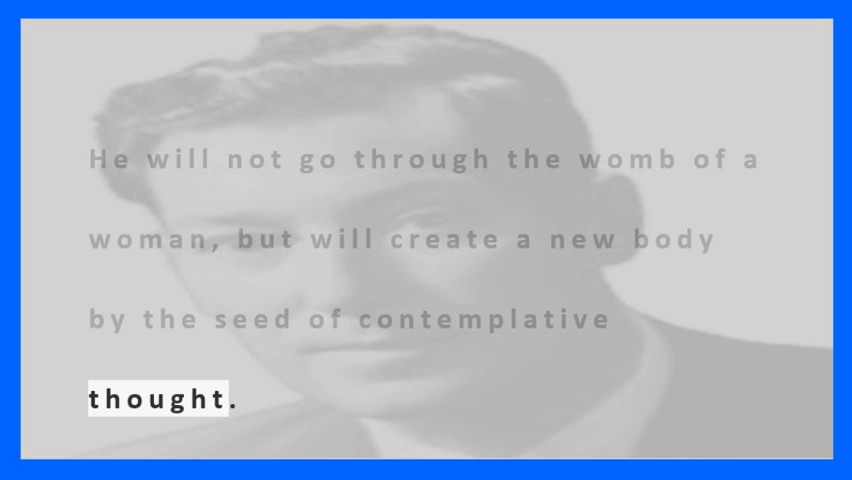 He will not go through the womb of a
woman, but will create a new body
by the seed of contemplative
thought.